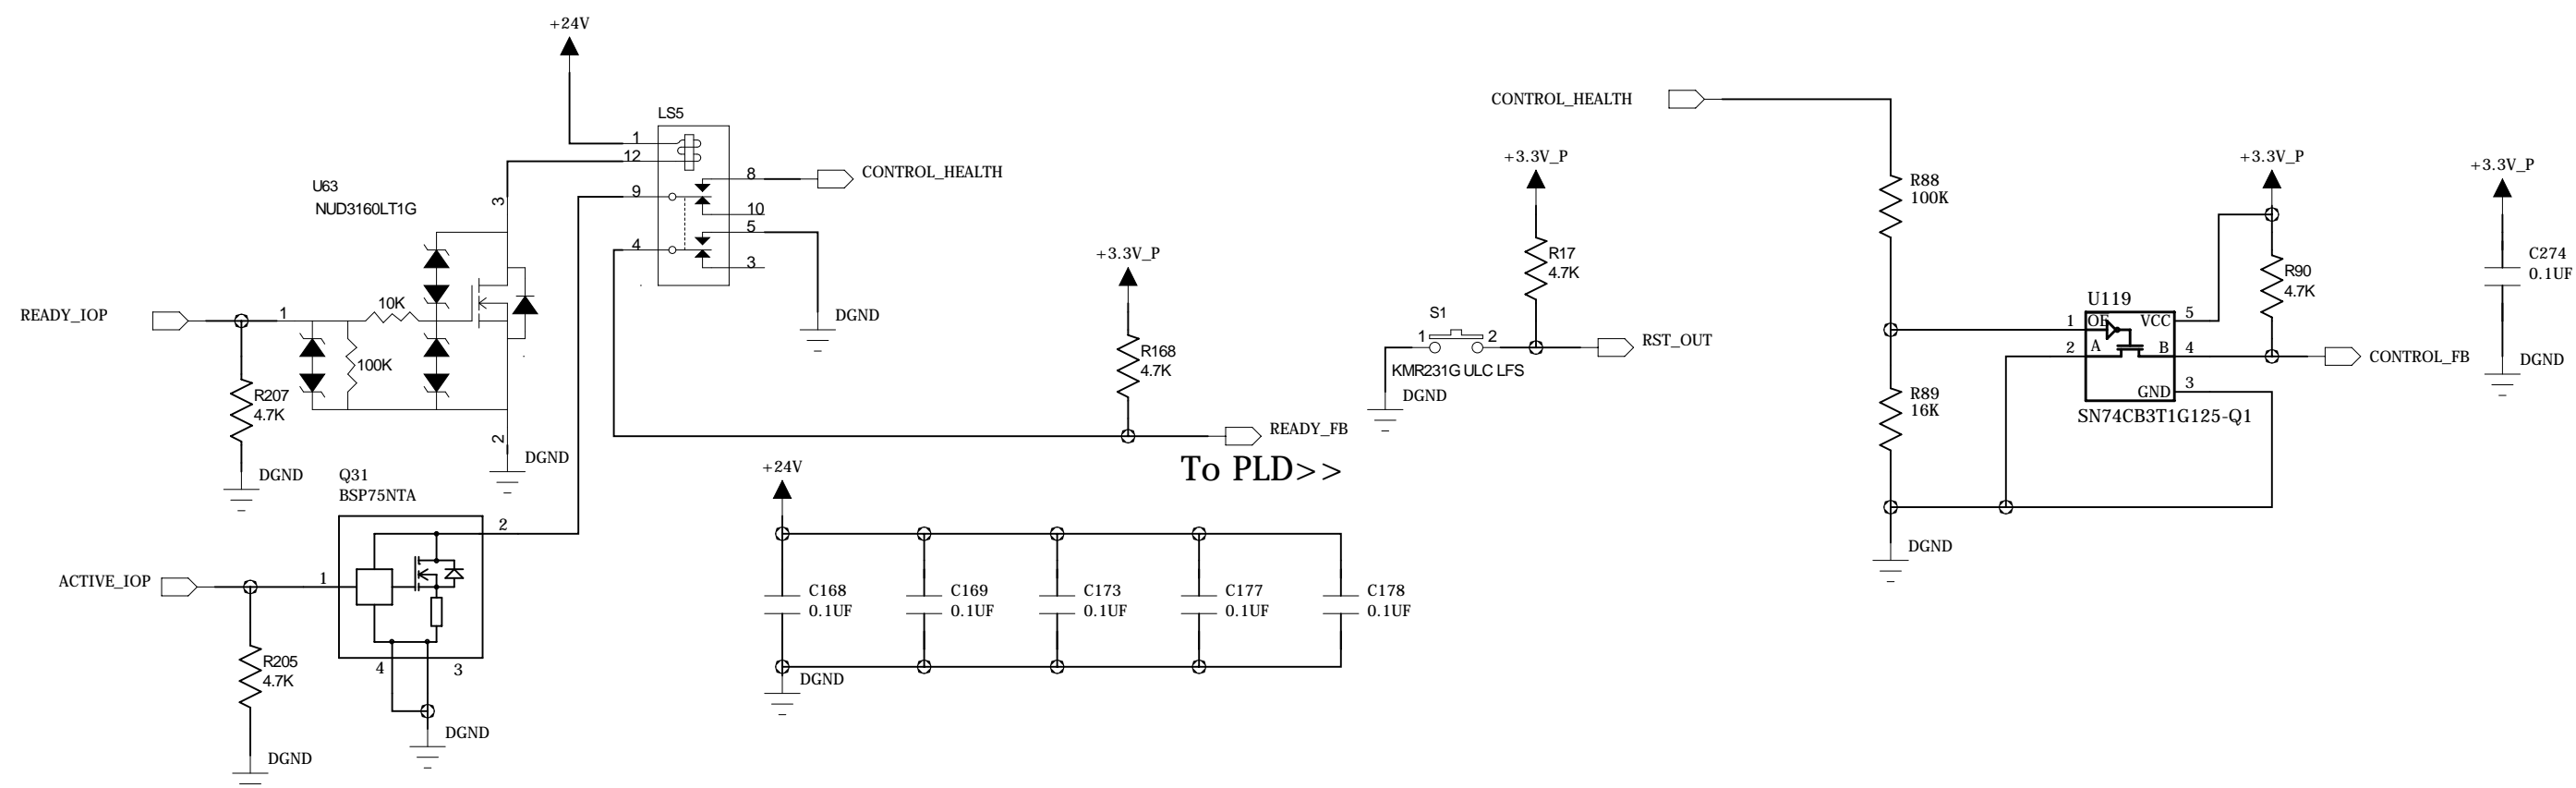 +24V
LS5
1
12
9
4
8
10
5
3
CONTROL_HEALTH
DGND
U63
NUD3160LT1G
3
READY_IOP
1
10K
100K
2
DGND
R207
4.7K
DGND
Q31
BSP75NTA
2
ACTIVE_IOP
1
4
3
R205
4.7K
DGND
DGND
+3.3V_P
R168
4.7K
READY_FB
To PLD>>
+24V
C168
0.1UF
C169
0.1UF
C173
0.1UF
C177
0.1UF
C178
0.1UF
DGND
+3.3V_P
R17
4.7K
S1
1
2
RST_OUT
KMR231G ULC LFS
DGND
CONTROL_HEALTH
R88
100K
R89
16K
DGND
+3.3V_P
R90
4.7K
U119
1
OE
VCC
5
2
A
B
4
GND
3
SN74CB3T1G125-Q1
CONTROL_FB
+3.3V_P
C274
0.1UF
DGND